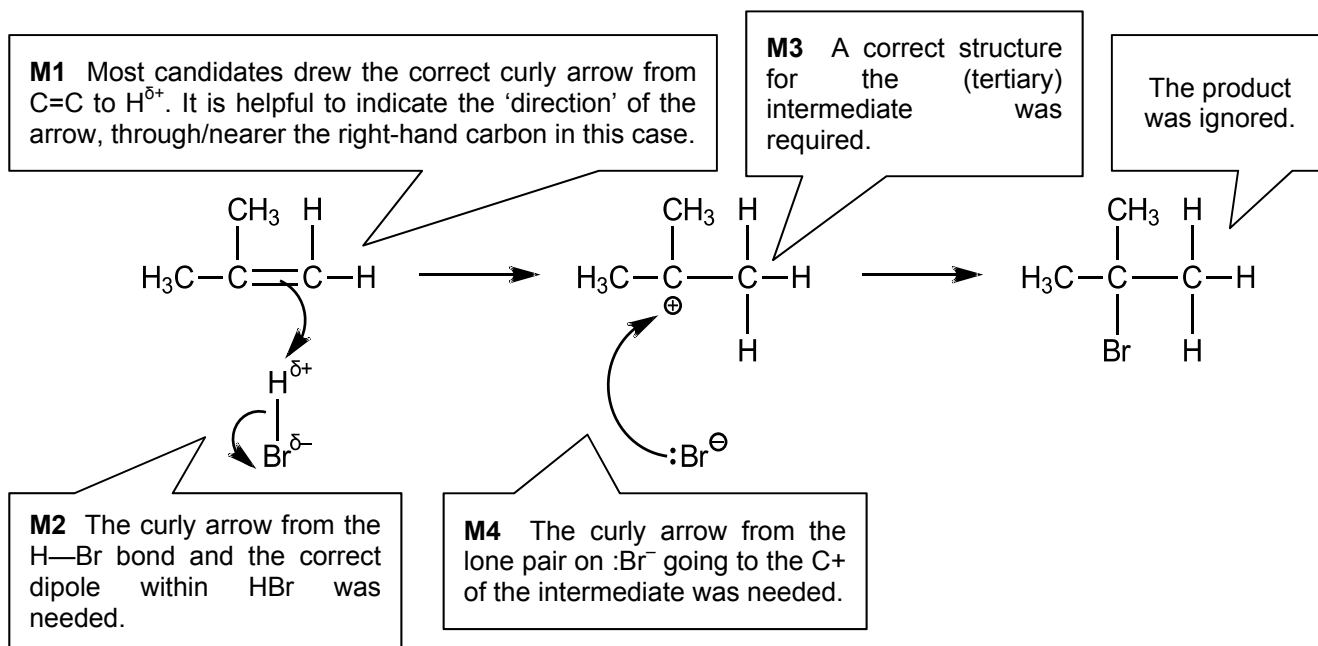 M1 Most candidates drew the correct curly arrow from
C=C to Hδ+. It is helpful to indicate the ‘direction’ of the
arrow, through/nearer the right-hand carbon in this case.
M3 A correct structure
for the (tertiary)
intermediate was
required.
The product
was ignored.
CH3 H
H3C C C H
Hδ+
Brδ–
CH3 H
H3C C C H
⊕
H
:Br⊖
CH3 H
H3C C C H
Br H
M2 The curly arrow from the
H—Br bond and the correct
dipole within HBr was
needed.
M4 The curly arrow from the
lone pair on :Br– going to the C+
of the intermediate was needed.